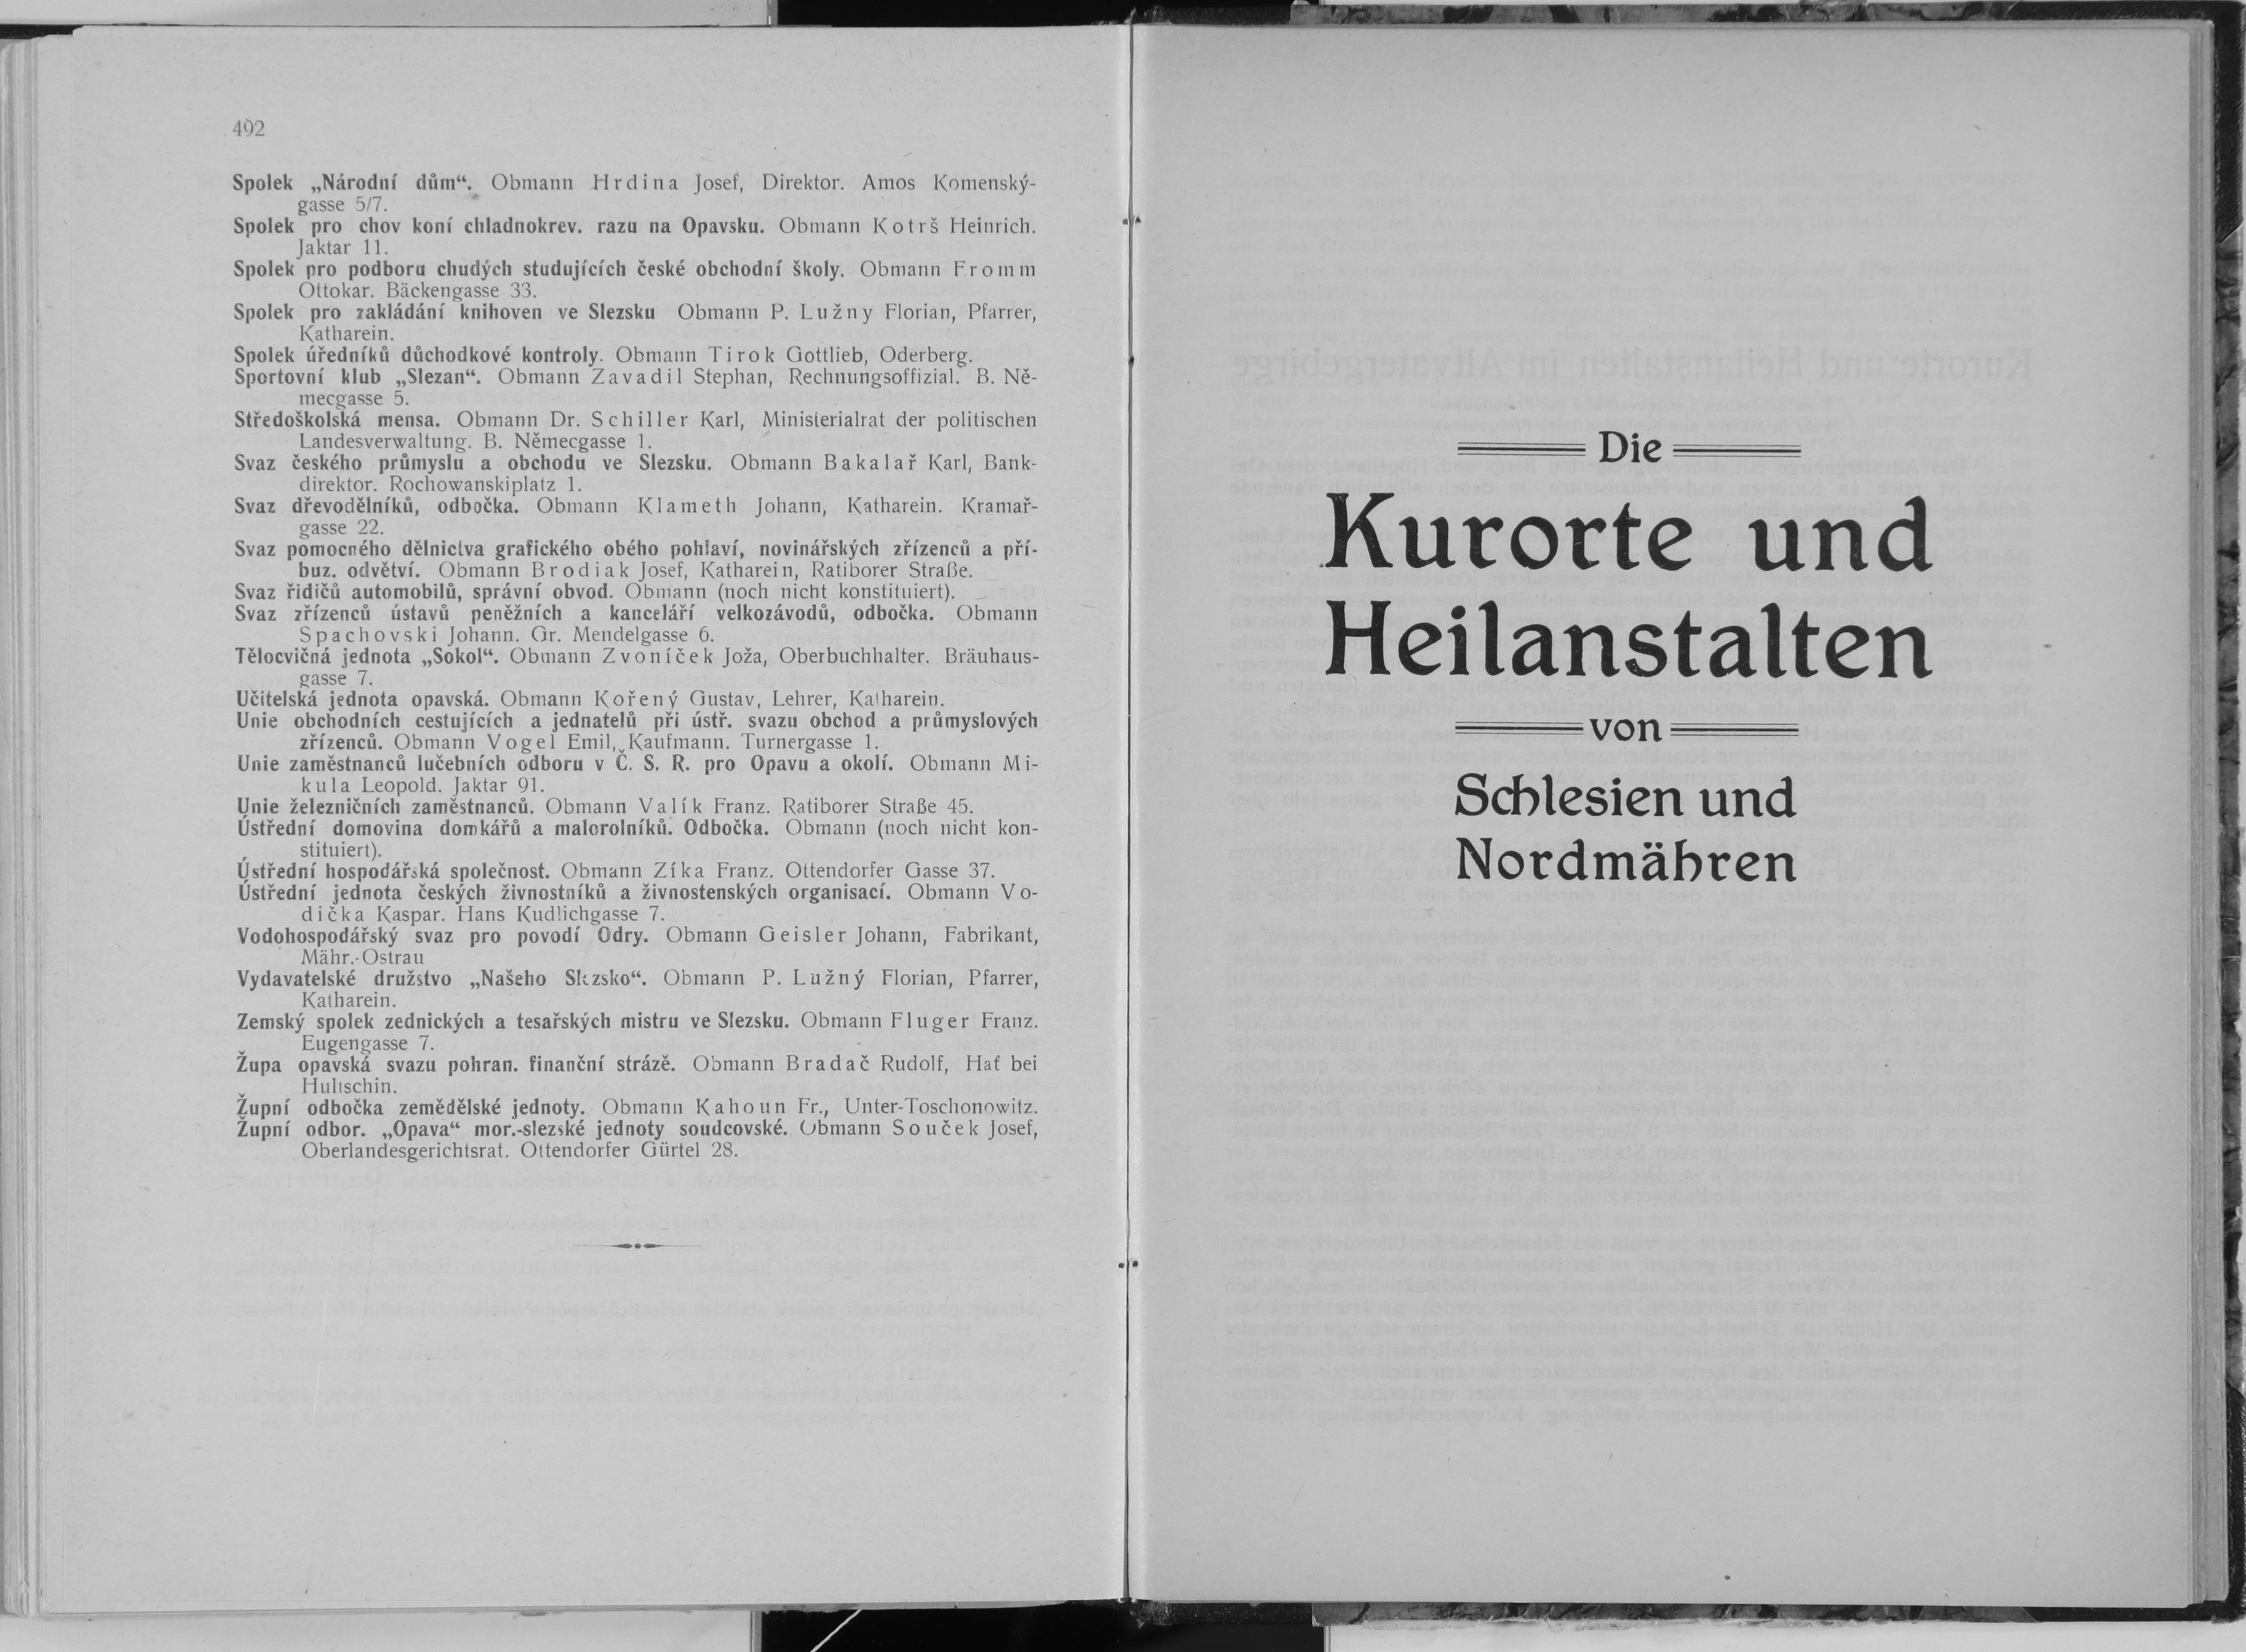 492
Spolek „Národní dům“. Obmann Hrdina Josef, Direktor. Amos Komenský-
gasse 5/7.
Spolek pro chov koní chladnokrev. razu na Opavsku. Obmann Kotrš Heinrich.
Jaktar 11.
Spolek pro podboru chudých studujících české obchodní školy. Obmann Fromm
Ottokar. Bäckengasse 33.
Spolek pro zakládání knihoven ve Slezsku Obmann P. Lužny Florian, Pfarrer,
Katharein.
Spolek úředníků důchodkové kontroly. Obmann Tirok Gottlieb, Oderberg.
Sportovní klub „Slezan“. Obmann Zavadil Stephan, Rechnungsoffizial. B. Ně-
mecgasse 5.
Středoškolská mensa. Obmann Dr. Schiller Karl, Ministerialrat der politischen
Landesverwaltung. B. Němecgasse 1.
Svaz českého průmyslu a obchodu ve Slezsku. Obmann Bakalař Karl, Bank-
direktor. Rochowanskiplatz 1.
Svaz dřevodělníků, odbočka. Obmann Klameth Johann, Katharein. Kramař-
gasse 22.
Svaz pomocného dělnictva grafického obého pohlaví, novinářských zřízenců a pří-
buz. odvětví. Obmann Brodiak Josef, Katharein, Ratiborer Straße.
Svaz řidičů automobilů, správní obvod. Obmann (noch nicht konstituiert).
Svaz zřízenců ústavů peněžních a kanceláří velkozávodů, odbočka. Obmann
Spachovski Johann. Gr. Mendelgasse 6.
Tělocvičná jednota „Sokol“. Obmann Zvoníček Joža, Oberbuchhalter. Bräuhaus-
gasse 7.
Učitelská jednota opavská. Obmann Kořený Gustav, Lehrer, Katharein.
Unie obchodních cestujících a jednatelů při ústř. svazu obchod a průmyslových
zřízenců. Obmann Vogel Emil, Kaufmann. Turnergasse 1.
Unie zaměstnanců lučebních odboru v Č. S. R. pro Opavu a okolí. Obmann Mi-
kula Leopold. Jaktar 91.
Unie železničních zaměstnanců. Obmann Valík Franz. Ratiborer Straße 45.
Ústřední domovina domkářů a malorolníků. Odbočka. Obmann (noch nicht kon-
stituiert).
Ústřední hospodářská společnost. Obmann Zíka Franz. Ottendorfer Gasse 37.
Ústřední jednota českých živnostníků a živnostenských organisací. Obmann Vo-
dička Kaspar. Hans Kudlichgasse 7.
Vodohospodářský svaz pro povodí Odry. Obmann Geisler Johann, Fabrikant,
Mähr.-Ostrau
Vydavatelské družstvo „Našeho Slezsko“. Obmann P. Lužný Florian, Pfarrer,
Katharein.
Zemský spolek zednických a tesařských mistru ve Slezsku. Obmann Fluger Franz.
Eugengasse 7.
Župa opavská svazu pohran. finanční stráže. Obmann Bradač Rudolf, Hať bei
Hultschin.
Župní odbočka zemědělské jednoty. Obmann Kahoun Fr., Unter-Toschonowitz.
Župní odbor. „Opava“ mor.-slezské jednoty soudcovské. Obmann Souček Josef,
Oberlandesgerichtsrat. Ottendorfer Gürtel 28.
Die
Kurorte und
Heilanstalten
von
Schlesien und
Nordmähren